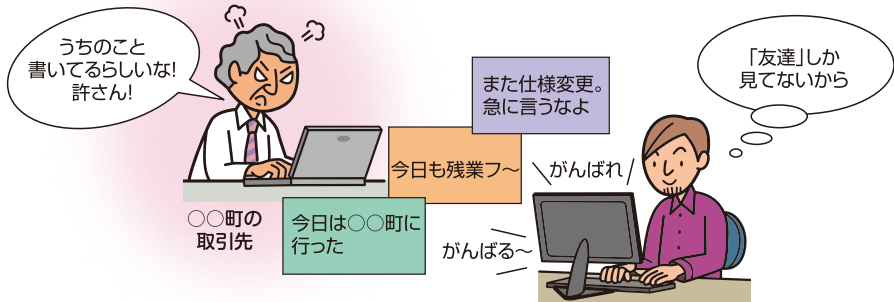 うちのこと
書いてるらしいな!
許さん!
また仕様変更。
急に言うなよ
「友達」しか
見てないから
今日も残業フ〜
がんばれ
○○町の
取引先
今日は○○町に
行った
がんばる〜